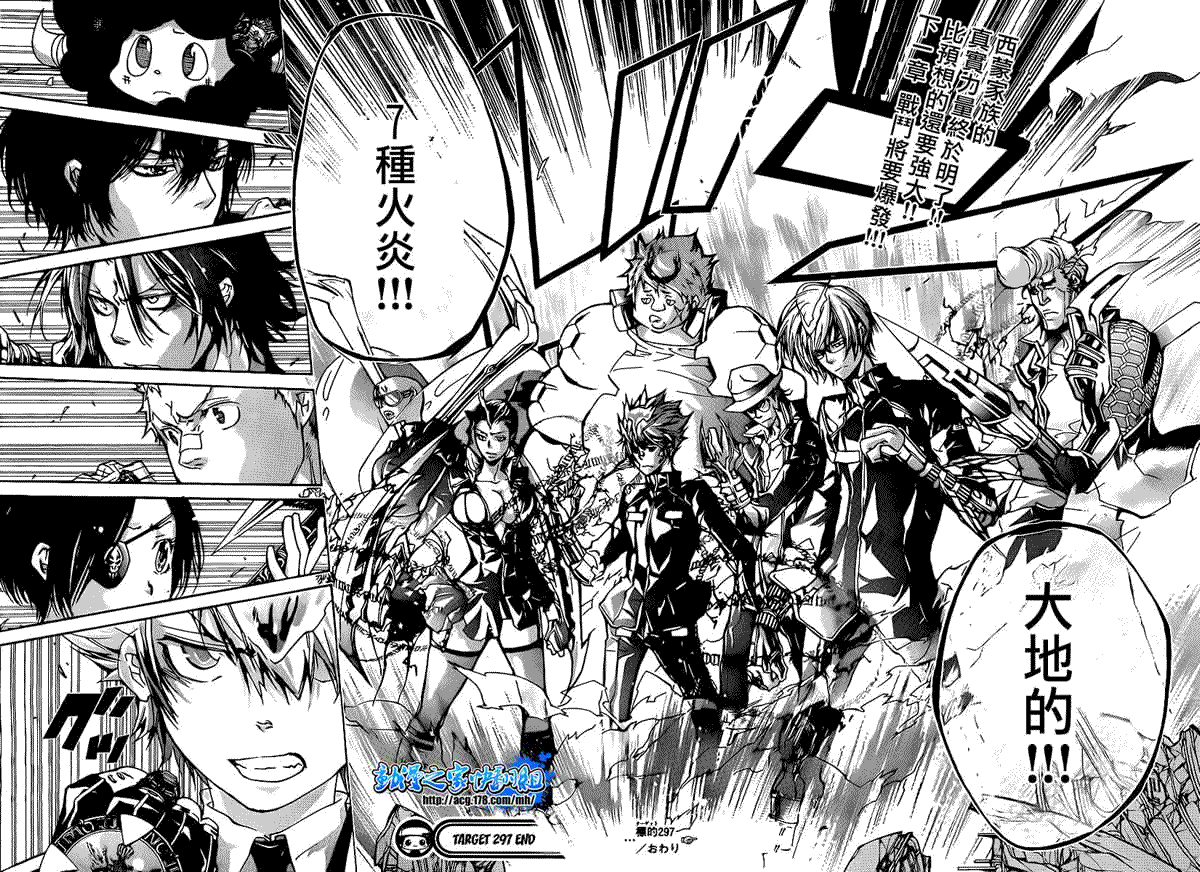 西蒙家族的
真實力量終於明了!!
比預想的還要強大!!
下一章 戰鬥將要爆發!!!
大地的!!!
7種火炎!!!
グッ
http://acg.178.com/mh/
TARGET 297 END
標的297
…／おわり